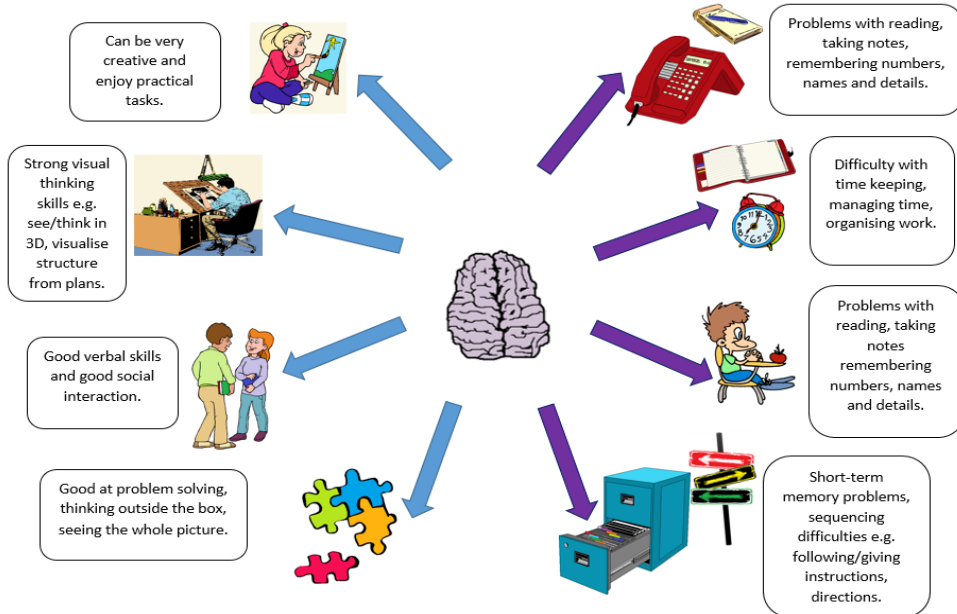 Can be very
creative and
enjoy practical
tasks.
Strong visual
thinking
skills e.g.
see/think in
3D, visualise
structure
from plans.
Good verbal skills
and good social
interaction.
Good at problem solving,
thinking outside the box,
seeing the whole picture.
Problems with reading,
taking notes,
remembering numbers,
names and details.
Difficulty with
time keeping,
managing time,
organising work.
Problems with
reading, taking
notes
remembering
numbers, names
and details.
Short-term
memory problems,
sequencing
difficulties e.g.
following/giving
instructions,
directions.